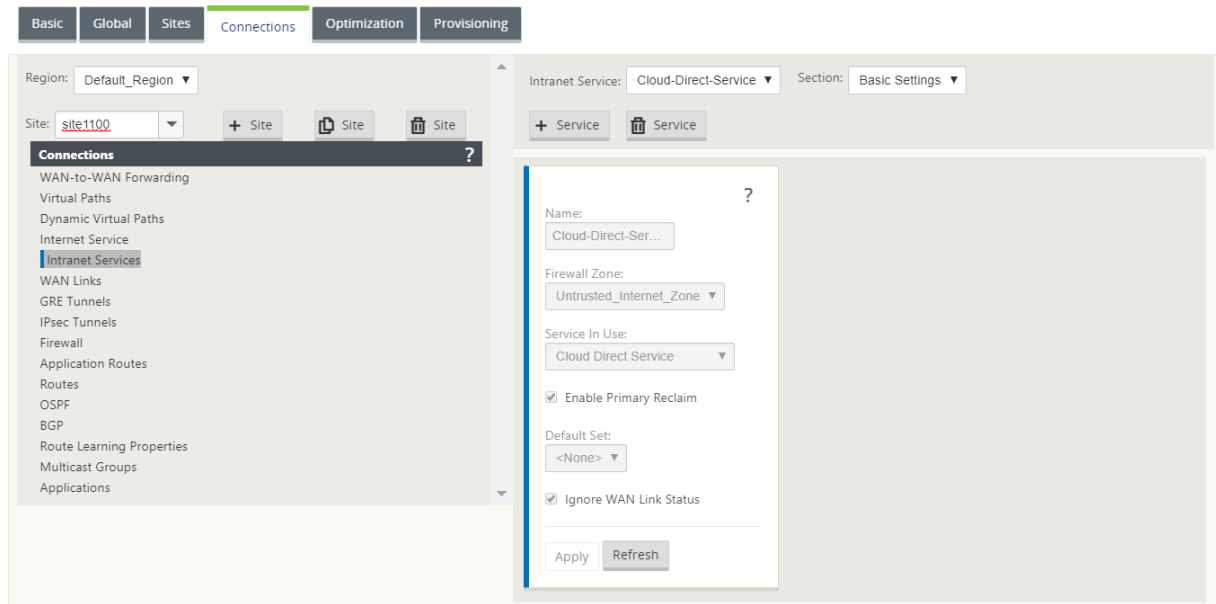 Basic Global Sites Connections Optimization Provisioning
Region: Default_Region ▼
Site: site1100 ▼ + Site Site Site
Connections ?
WAN-to-WAN Forwarding
Virtual Paths
Dynamic Virtual Paths
Internet Service
Intranet Services
WAN Links
GRE Tunnels
IPsec Tunnels
Firewall
Application Routes
Routes
OSPF
BGP
Route Learning Properties
Multicast Groups
Applications
Intranet Service: Cloud-Direct-Service ▼ Section: Basic Settings ▼
+ Service Service
?
Name:
Cloud-Direct-Ser...
Firewall Zone:
Untrusted_Internet_Zone ▼
Service In Use:
Cloud Direct Service ▼
Enable Primary Reclaim
Default Set:
<None> ▼
Ignore WAN Link Status
Apply Refresh